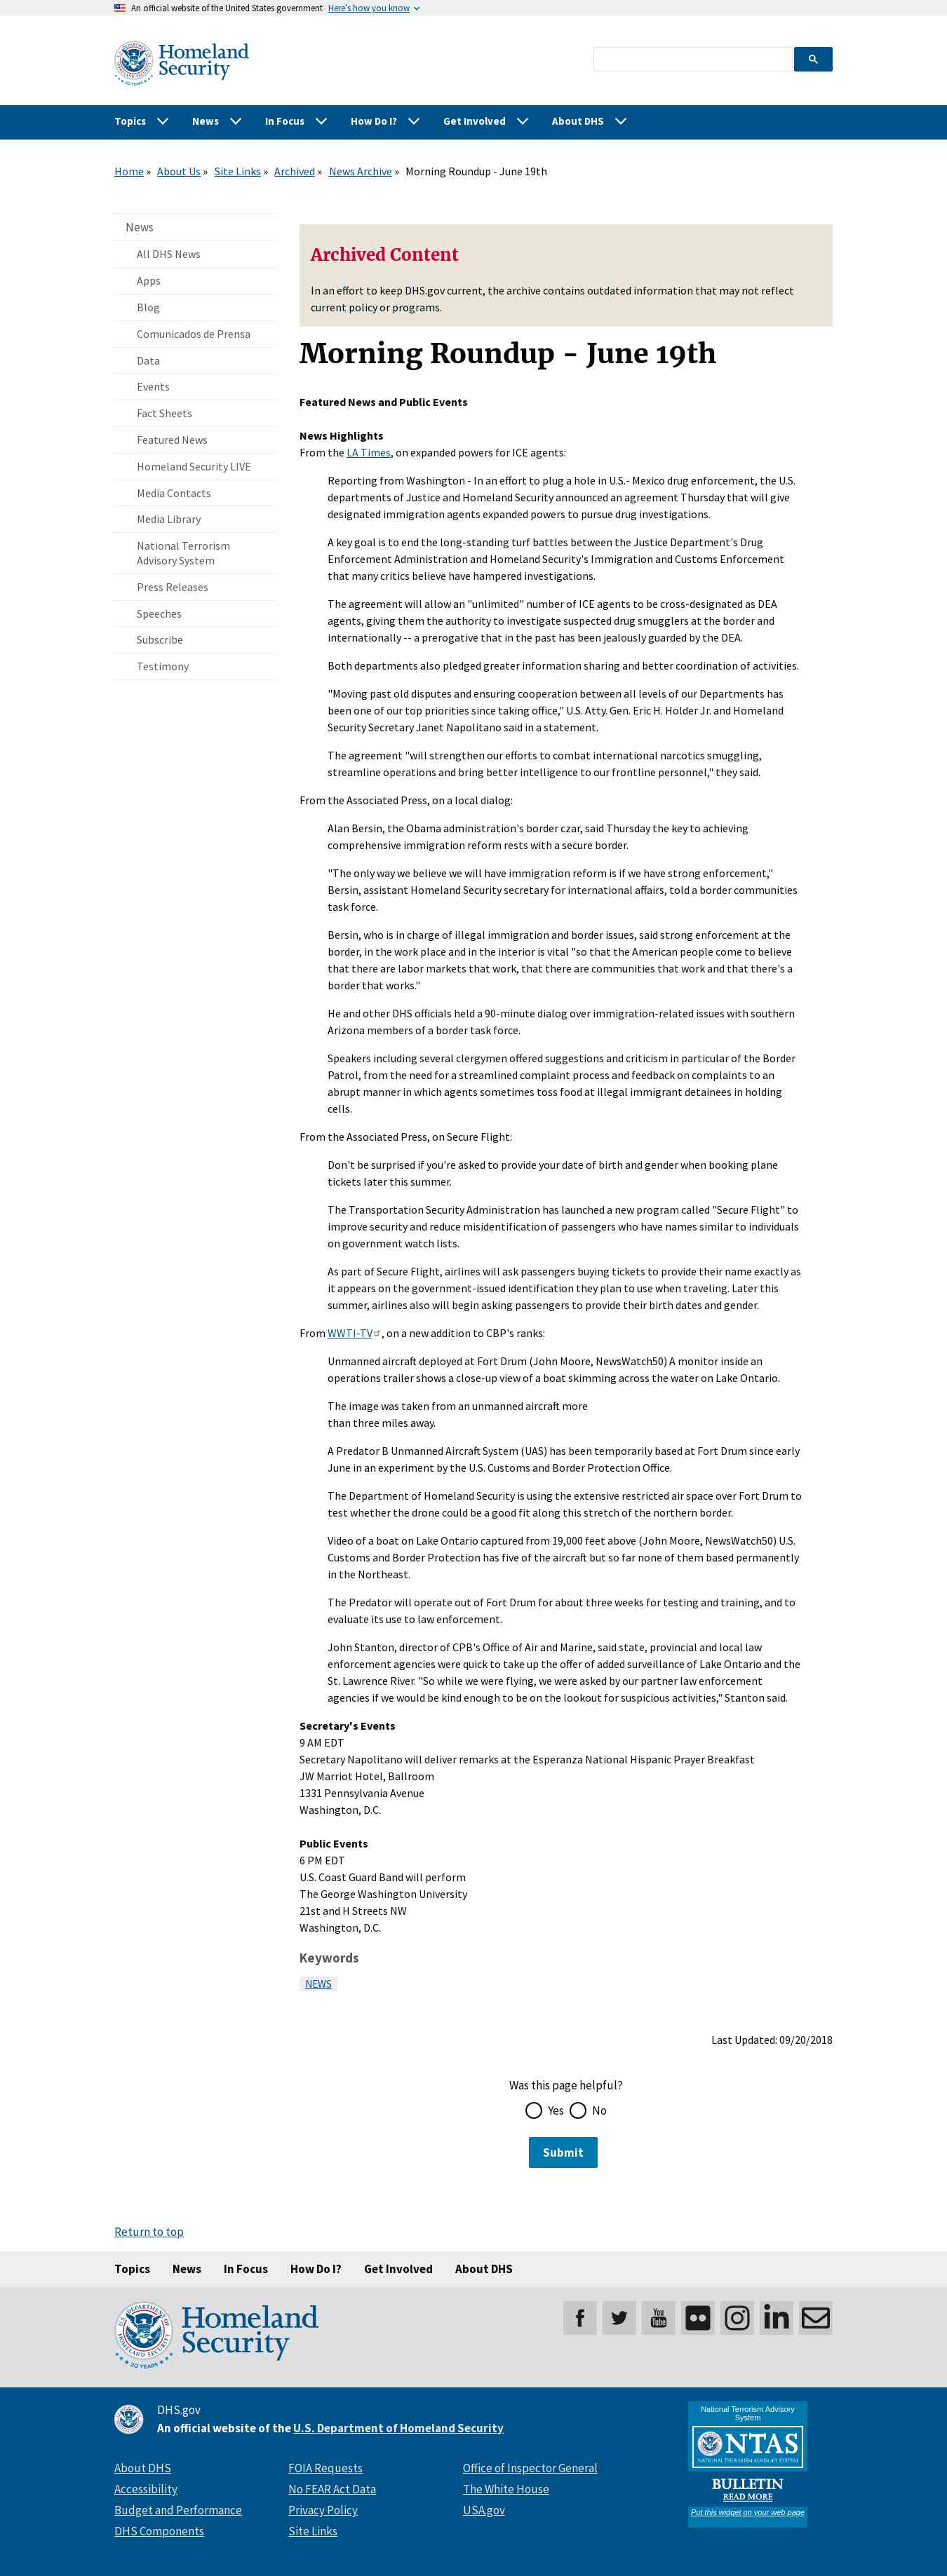 An official website of the United States government Here's how you know
Homeland
Security
Topics News In Focus How Do I? Get Involved About DHS
Home » About Us » Site Links » Archived » News Archive » Morning Roundup - June 19th
News
All DHS News
Apps
Blog
Comunicados de Prensa
Data
Events
Fact Sheets
Featured News
Homeland Security LIVE
Media Contacts
Media Library
National Terrorism
Advisory System
Press Releases
Speeches
Subscribe
Testimony
Archived Content
In an effort to keep DHS.gov current, the archive contains outdated information that may not reflect
current policy or programs.
Morning Roundup - June 19th
Featured News and Public Events
News Highlights
From the LA Times, on expanded powers for ICE agents:
Reporting from Washington - In an effort to plug a hole in U.S.- Mexico drug enforcement, the U.S.
departments of Justice and Homeland Security announced an agreement Thursday that will give
designated immigration agents expanded powers to pursue drug investigations.
A key goal is to end the long-standing turf battles between the Justice Department's Drug
Enforcement Administration and Homeland Security's Immigration and Customs Enforcement
that many critics believe have hampered investigations.
The agreement will allow an "unlimited" number of ICE agents to be cross-designated as DEA
agents, giving them the authority to investigate suspected drug smugglers at the border and
internationally -- a prerogative that in the past has been jealously guarded by the DEA.
Both departments also pledged greater information sharing and better coordination of activities.
"Moving past old disputes and ensuring cooperation between all levels of our Departments has
been one of our top priorities since taking office," U.S. Atty. Gen. Eric H. Holder Jr. and Homeland
Security Secretary Janet Napolitano said in a statement.
The agreement "will strengthen our efforts to combat international narcotics smuggling,
streamline operations and bring better intelligence to our frontline personnel," they said.
From the Associated Press, on a local dialog:
Alan Bersin, the Obama administration's border czar, said Thursday the key to achieving
comprehensive immigration reform rests with a secure border.
"The only way we believe we will have immigration reform is if we have strong enforcement,"
Bersin, assistant Homeland Security secretary for international affairs, told a border communities
task force.
Bersin, who is in charge of illegal immigration and border issues, said strong enforcement at the
border, in the work place and in the interior is vital "so that the American people come to believe
that there are labor markets that work, that there are communities that work and that there's a
border that works."
He and other DHS officials held a 90-minute dialog over immigration-related issues with southern
Arizona members of a border task force.
Speakers including several clergymen offered suggestions and criticism in particular of the Border
Patrol, from the need for a streamlined complaint process and feedback on complaints to an
abrupt manner in which agents sometimes toss food at illegal immigrant detainees in holding
cells.
From the Associated Press, on Secure Flight:
Don't be surprised if you're asked to provide your date of birth and gender when booking plane
tickets later this summer.
The Transportation Security Administration has launched a new program called "Secure Flight" to
improve security and reduce misidentification of passengers who have names similar to individuals
on government watch lists.
As part of Secure Flight, airlines will ask passengers buying tickets to provide their name exactly as
it appears on the government-issued identification they plan to use when traveling. Later this
summer, airlines also will begin asking passengers to provide their birth dates and gender.
From WWTI-TV, on a new addition to CBP's ranks:
Unmanned aircraft deployed at Fort Drum (John Moore, NewsWatch50) A monitor inside an
operations trailer shows a close-up view of a boat skimming across the water on Lake Ontario.
The image was taken from an unmanned aircraft more
than three miles away.
A Predator B Unmanned Aircraft System (UAS) has been temporarily based at Fort Drum since early
June in an experiment by the U.S. Customs and Border Protection Office.
The Department of Homeland Security is using the extensive restricted air space over Fort Drum to
test whether the drone could be a good fit along this stretch of the northern border.
Video of a boat on Lake Ontario captured from 19,000 feet above (John Moore, NewsWatch50) U.S.
Customs and Border Protection has five of the aircraft but so far none of them based permanently
in the Northeast.
The Predator will operate out of Fort Drum for about three weeks for testing and training, and to
evaluate its use to law enforcement.
John Stanton, director of CPB's Office of Air and Marine, said state, provincial and local law
enforcement agencies were quick to take up the offer of added surveillance of Lake Ontario and the
St. Lawrence River. "So while we were flying, we were asked by our partner law enforcement
agencies if we would be kind enough to be on the lookout for suspicious activities," Stanton said.
Secretary's Events
9 AM EDT
Secretary Napolitano will deliver remarks at the Esperanza National Hispanic Prayer Breakfast
JW Marriot Hotel, Ballroom
1331 Pennsylvania Avenue
Washington, D.C.
Public Events
6 PM EDT
U.S. Coast Guard Band will perform
The George Washington University
21st and H Streets NW
Washington, D.C.
Keywords
NEWS
Last Updated: 09/20/2018
Was this page helpful?
Yes No
Submit
Return to top
Topics News In Focus How Do I? Get Involved About DHS
Homeland
Security
20 YEARS
You
Tube
DHS.gov
An official website of the U.S. Department of Homeland Security
About DHS
Accessibility
Budget and Performance
DHS Components
FOIA Requests
No FEAR Act Data
Privacy Policy
Site Links
Office of Inspector General
The White House
USA.gov
National Terrorism Advisory
System
NTAS
NATIONAL TERRORISM ADVISORY SYSTEM
BULLETIN
READ MORE
Put this widget on your web page